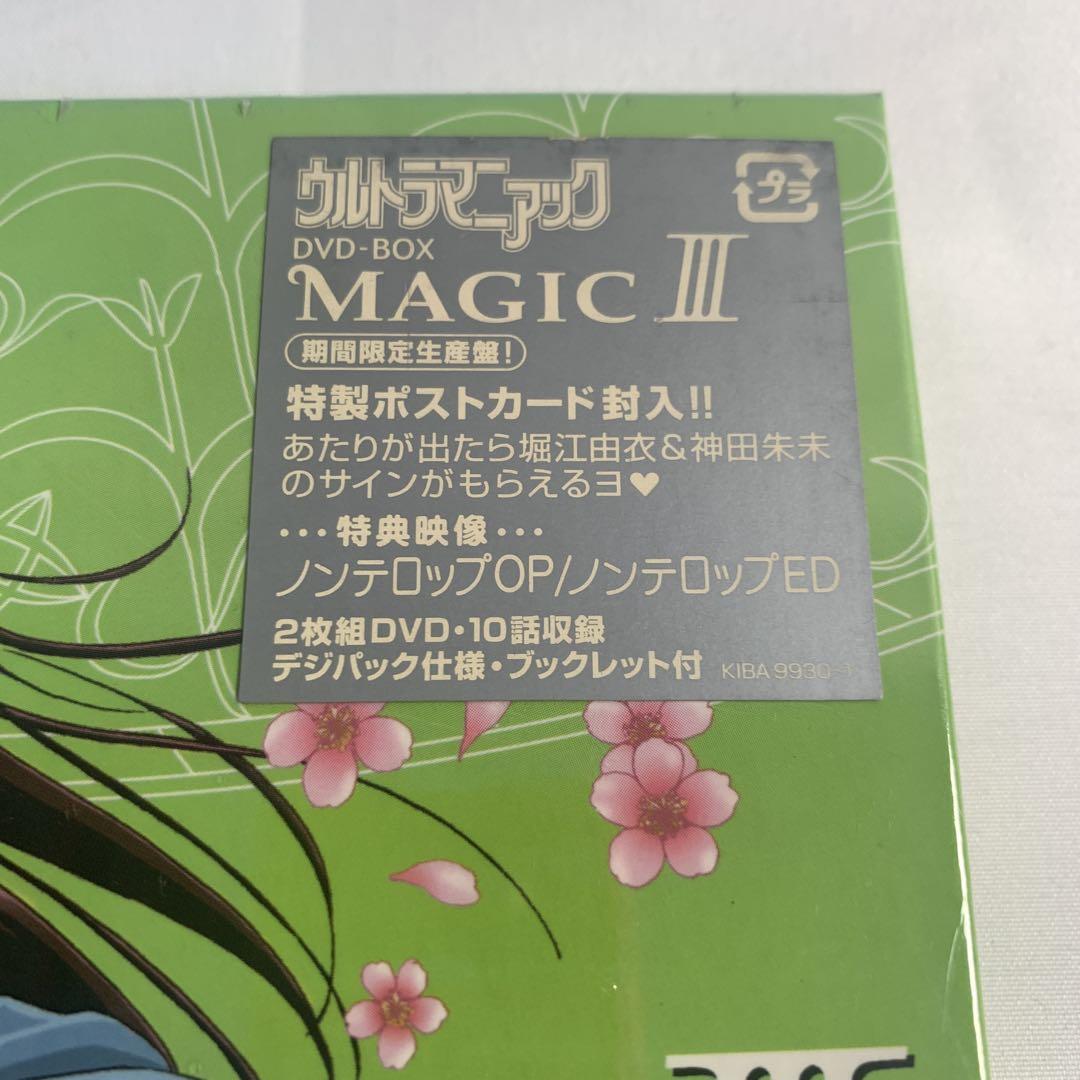 ウルトラマニアック
プラ
DVD-BOX
MAGIC III
期間限定生産盤!
特製ポストカード封入!!
あたりが出たら堀江由衣&神田朱未
のサインがもらえるヨ♥
･･･特典映像･･･
ノンテロップOP/ノンテロップED
2枚組DVD・10話収録
デジパック仕様・ブックレット付
KIBA 9930-1